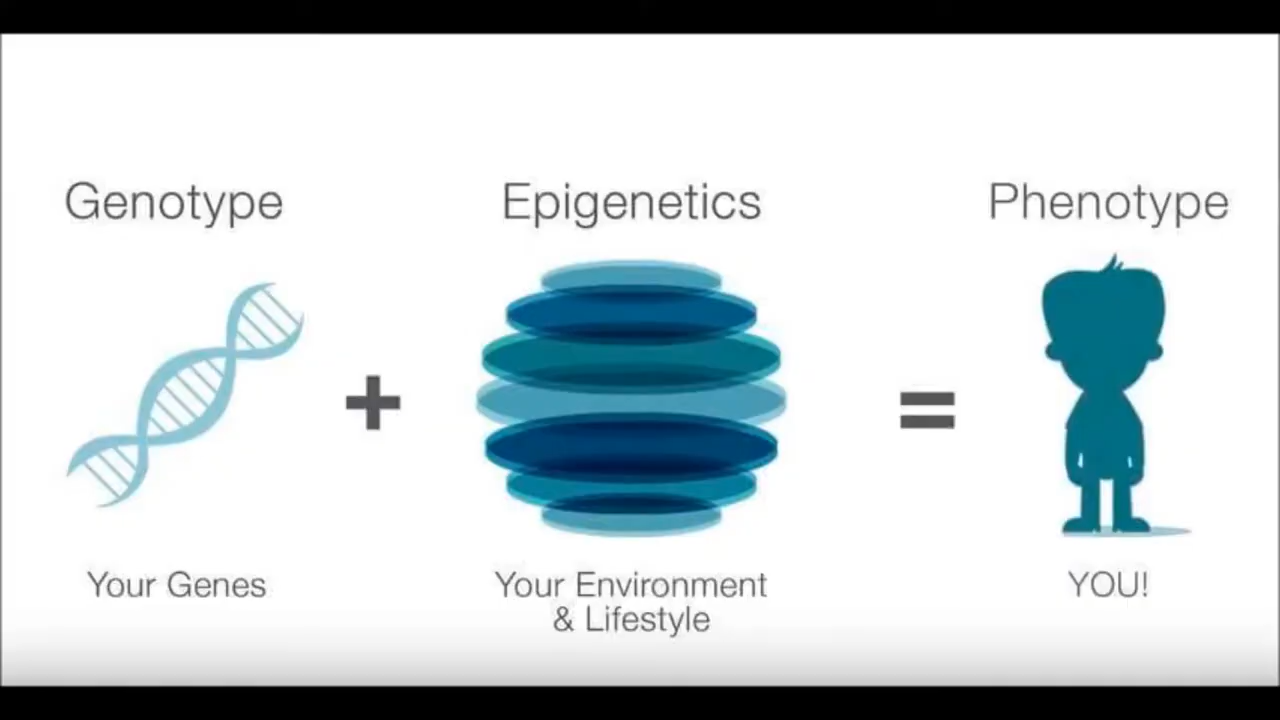 Genotype
Epigenetics
Phenotype
+
=
Your Genes
Your Environment
& Lifestyle
YOU!